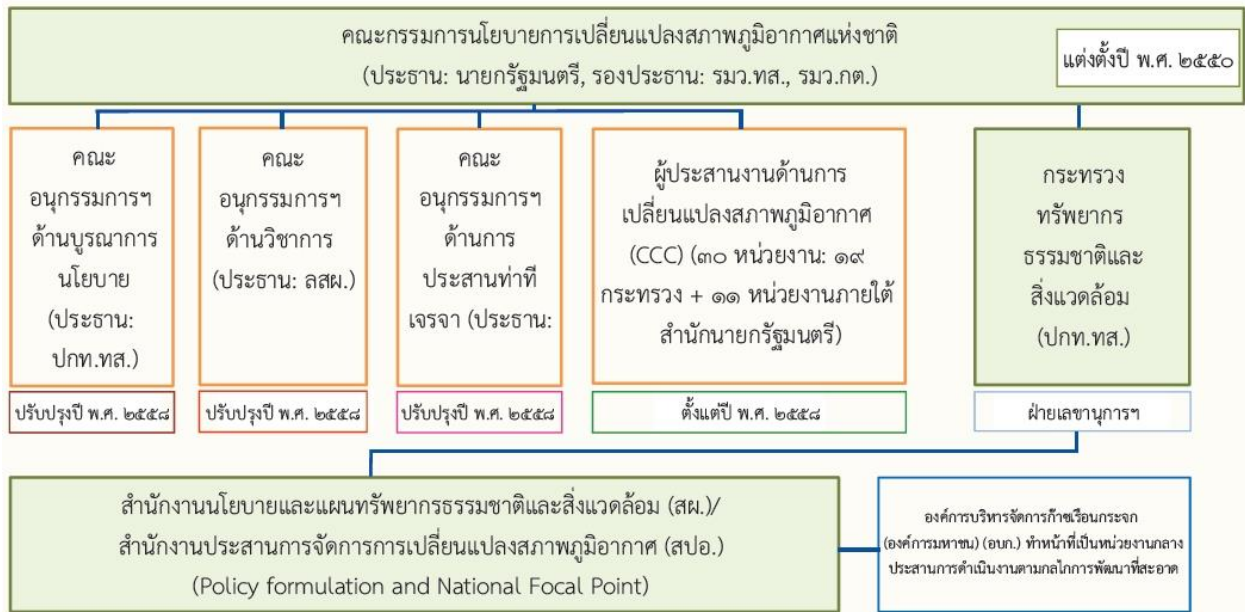 คณะกรรมการนโยบายการเปลี่ยนแปลงสภาพภูมิอากาศแห่งชาติ
(ประธาน: นายกรัฐมนตรี, รองประธาน: รมว.ทส., รมว.กต.)
แต่งตั้งปี พ.ศ. ๒๕๕๐
คณะ
อนุกรรมการฯ
ด้านบูรณาการ
นโยบาย
(ประธาน:
ปกท.ทส.)
ปรับปรุงปี พ.ศ. ๒๕๕๘
คณะ
อนุกรรมการฯ
ด้านวิชาการ
(ประธาน: ลสผ.)
ปรับปรุงปี พ.ศ. ๒๕๕๘
คณะ
อนุกรรมการฯ
ด้านการ
ประสานท่าที
เจรจา (ประธาน:
ปรับปรุงปี พ.ศ. ๒๕๕๘
ผู้ประสานงานด้านการ
เปลี่ยนแปลงสภาพภูมิอากาศ
(CCC) (๓๐ หน่วยงาน: ๑๙
กระทรวง + ๑๑ หน่วยงานภายใต้
สำนักนายกรัฐมนตรี)
ตั้งแต่ปี พ.ศ. ๒๕๕๘
กระทรวง
ทรัพยากร
ธรรมชาติและ
สิ่งแวดล้อม
(ปกท.ทส.)
ฝ่ายเลขานุการฯ
สำนักงานนโยบายและแผนทรัพยากรธรรมชาติและสิ่งแวดล้อม (สผ.)/
สำนักงานประสานการจัดการการเปลี่ยนแปลงสภาพภูมิอากาศ (สปอ.)
(Policy formulation and National Focal Point)
องค์การบริหารจัดการก๊าซเรือนกระจก
(องค์การมหาชน) (อบก.) ทำหน้าที่เป็นหน่วยงานกลาง
ประสานการดำเนินงานตามกลไกการพัฒนาที่สะอาด